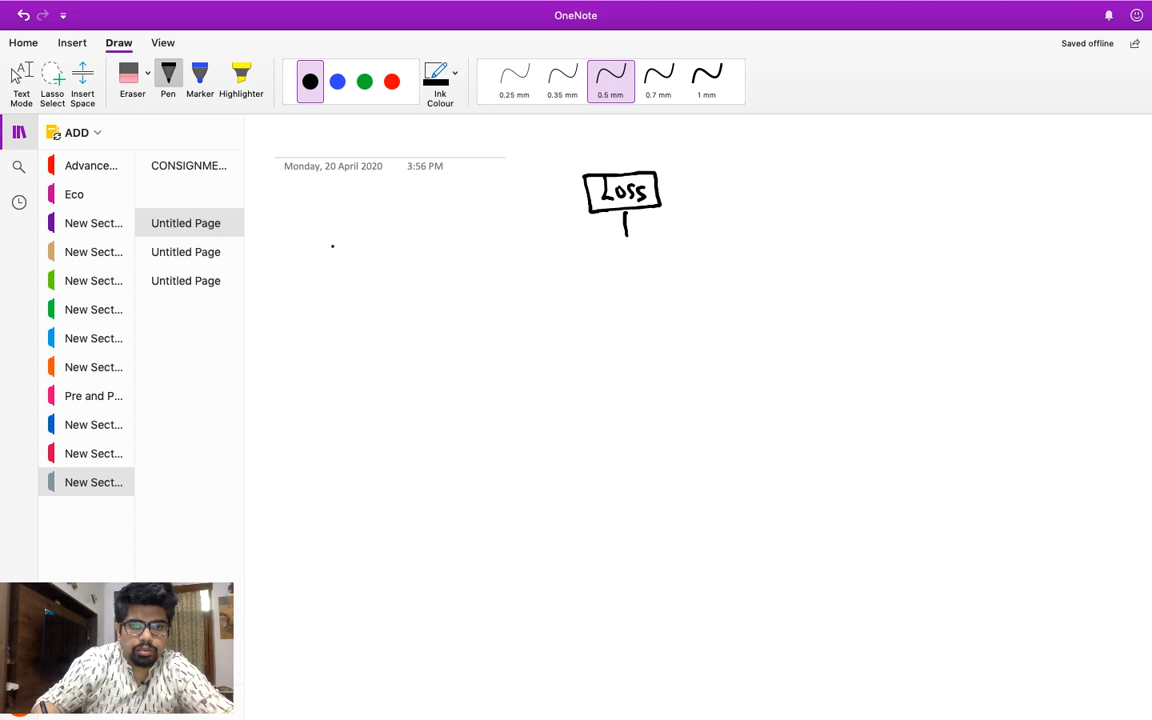 OneNote
Home Insert Draw View
Saved offline
Text Mode
Lasso Select
Insert Space
Eraser
Pen
Marker
Highlighter
Ink Colour
0.25 mm
0.35 mm
0.5 mm
0.7 mm
1 mm
ADD
Advance...
Eco
New Sect...
New Sect...
New Sect...
New Sect...
New Sect...
New Sect...
Pre and P...
New Sect...
New Sect...
New Sect...
CONSIGNME...
Untitled Page
Untitled Page
Untitled Page
Monday, 20 April 2020 3:56 PM
Loss